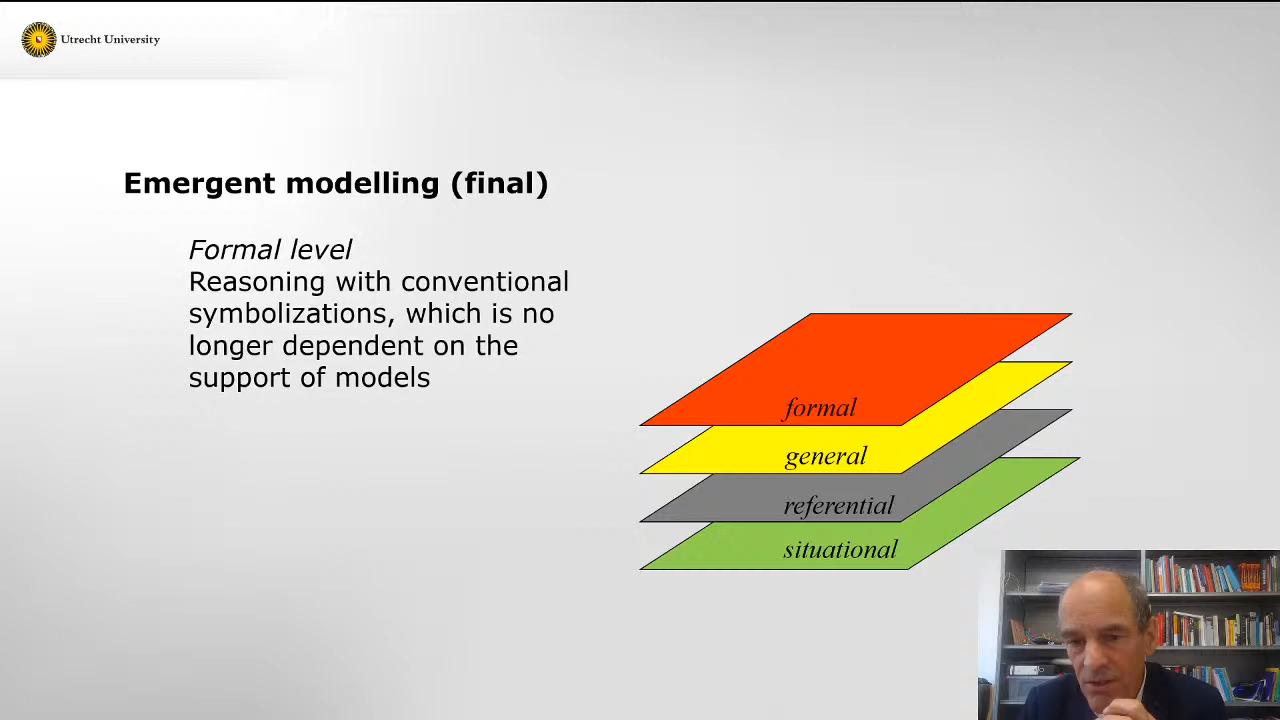 Utrecht University
Emergent modelling (final)
Formal level
Reasoning with conventional
symbolizations, which is no
longer dependent on the
support of models
formal
general
referential
situational